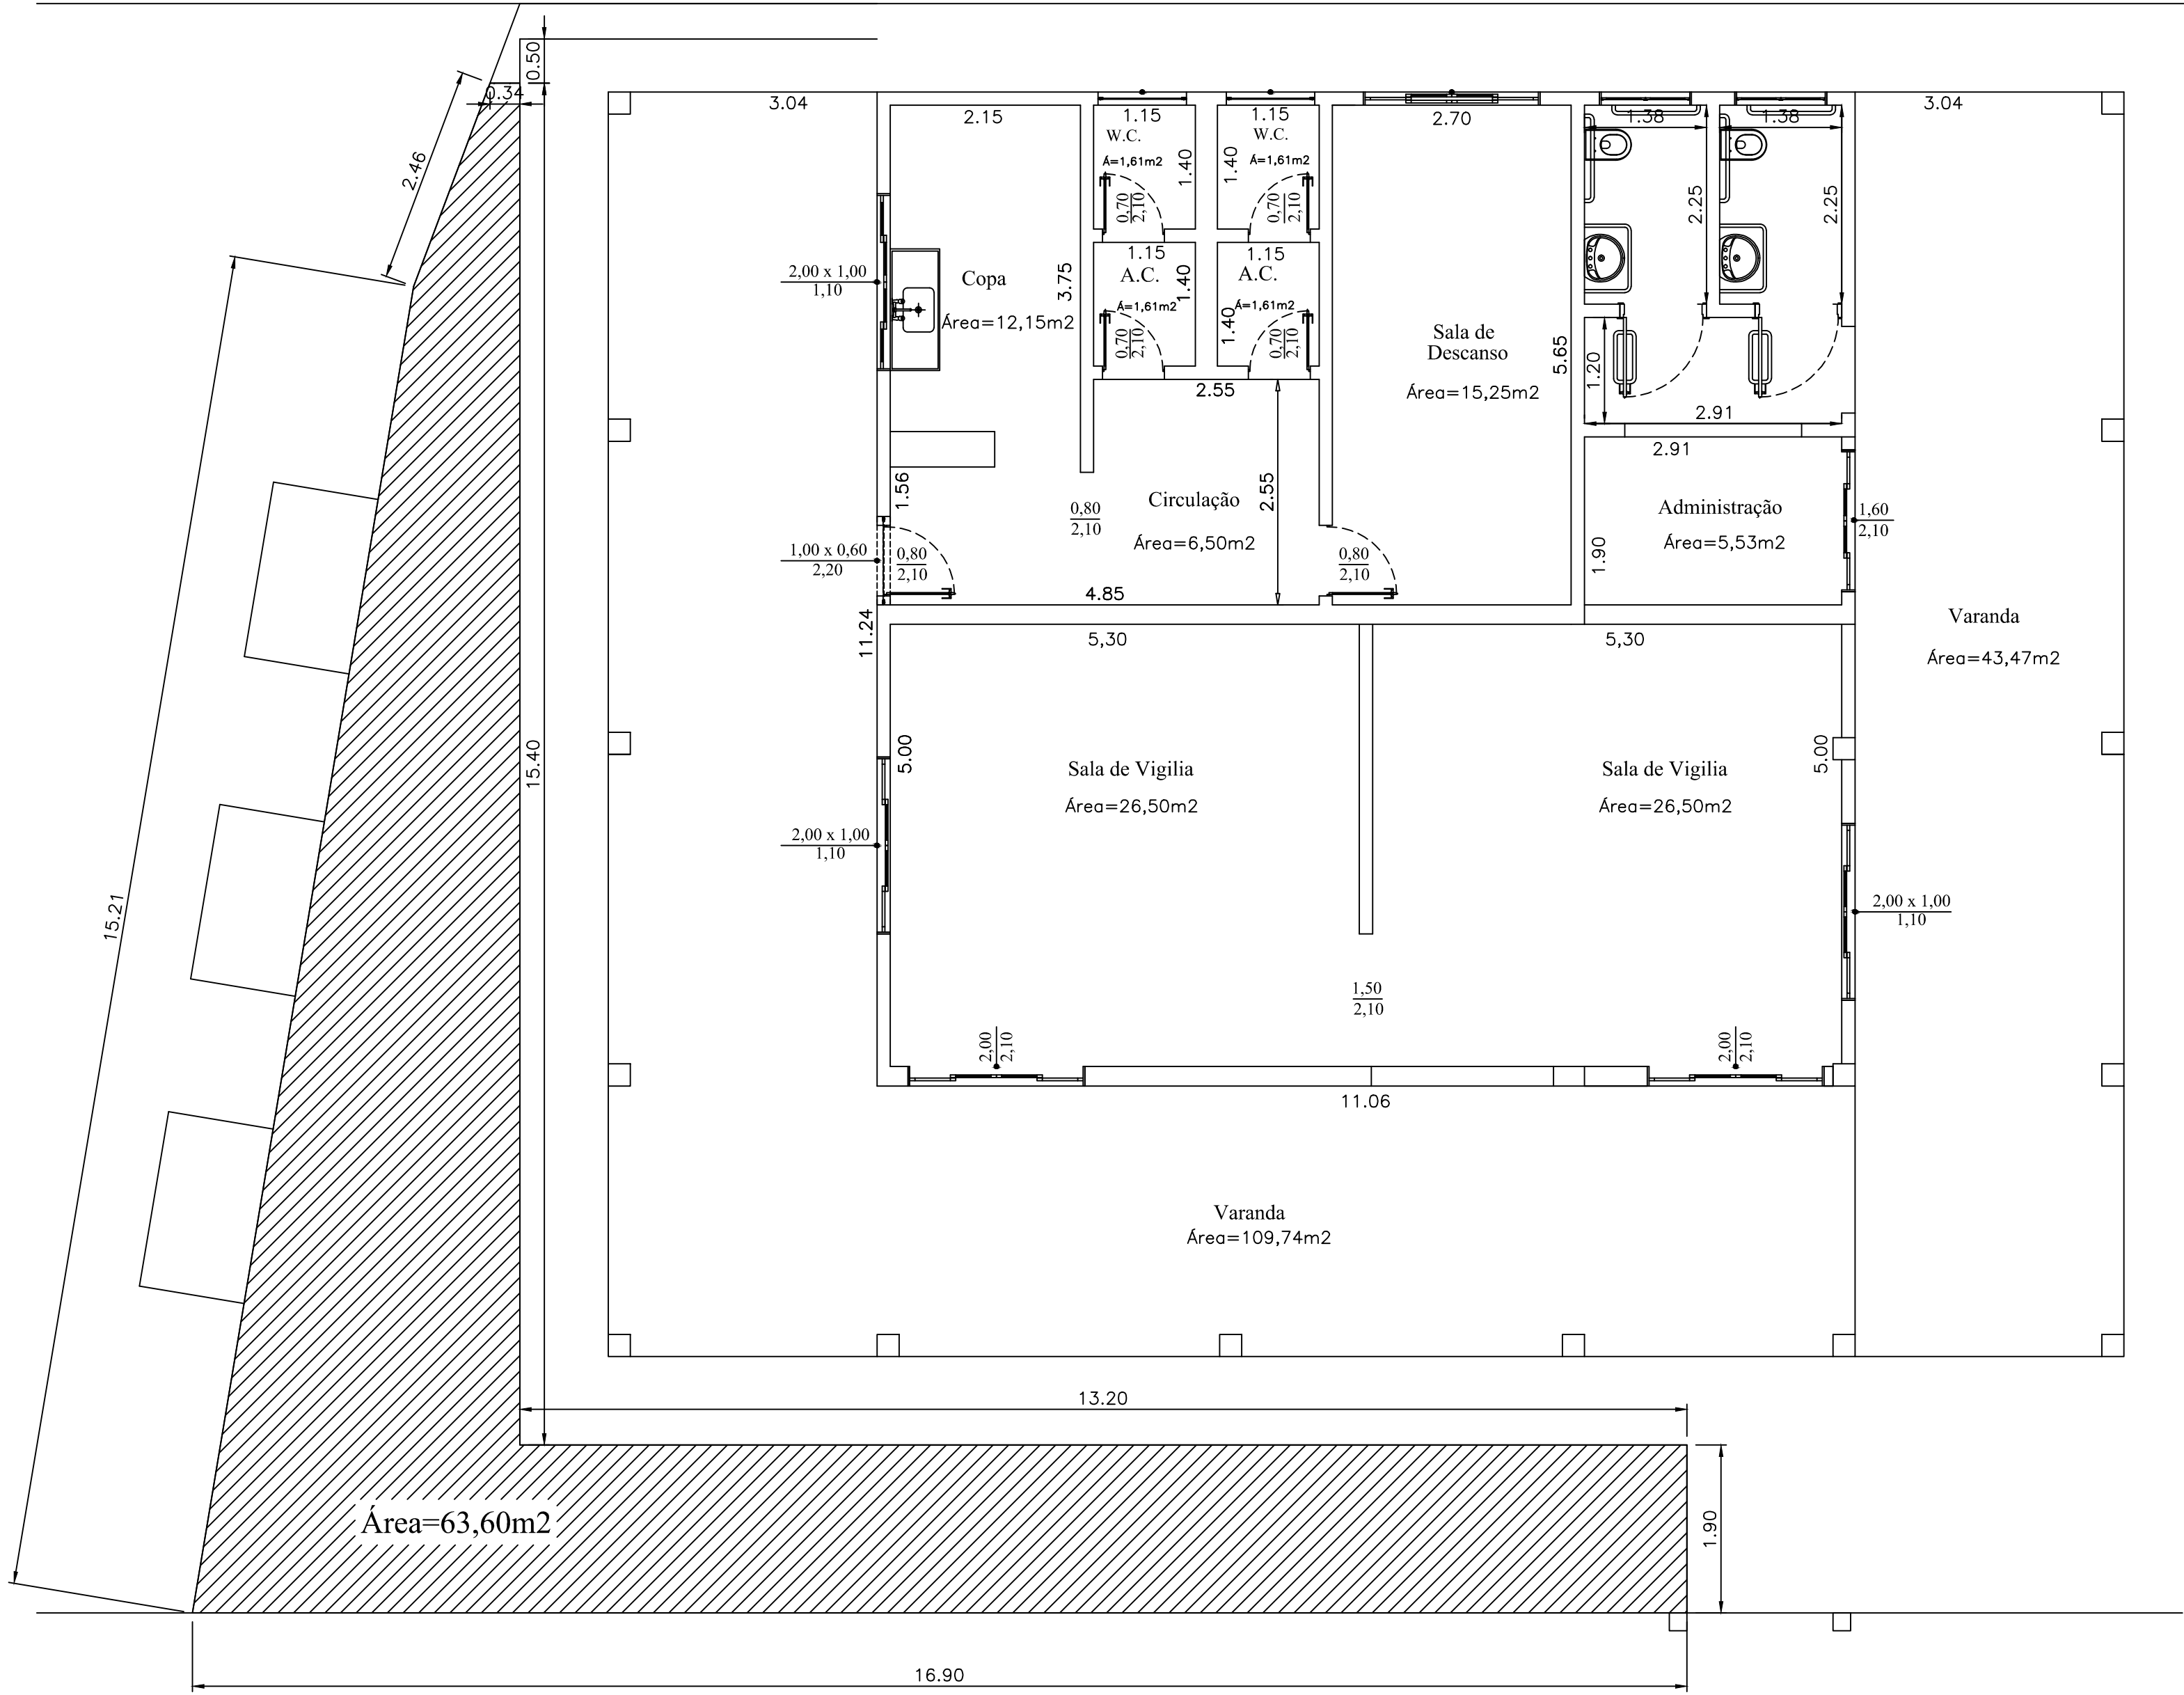 0.50
0.34
2.46
15.21
15.40
3.04
2.15
1.15
W.C.
Á=1,61m2
1.40
0,70
2,10
1.15
W.C.
Á=1,61m2
1.40
0,70
2,10
2.70
1.38
1.38
2.25
2.25
3.04
2,00 x 1,00
1,10
Copa
Área=12,15m2
3.75
1.15
A.C.
Á=1,61m2
1.40
0,70
2,10
1.15
A.C.
Á=1,61m2
1.40
0,70
2,10
Sala de
Descanso
Área=15,25m2
5.65
1.20
2.91
2.91
2.55
1.56
Circulação
Área=6,50m2
2.55
0,80
2,10
1,00 x 0,60
2,20
0,80
2,10
0,80
2,10
4.85
Administração
Área=5,53m2
1.90
1,60
2,10
Varanda
Área=43,47m2
11.24
5,30
5,30
5.00
5.00
Sala de Vigilia
Área=26,50m2
Sala de Vigilia
Área=26,50m2
2,00 x 1,00
1,10
2,00 x 1,00
1,10
1,50
2,10
2,00
2,10
2,00
2,10
11.06
Varanda
Área=109,74m2
13.20
Área=63,60m2
1.90
16.90